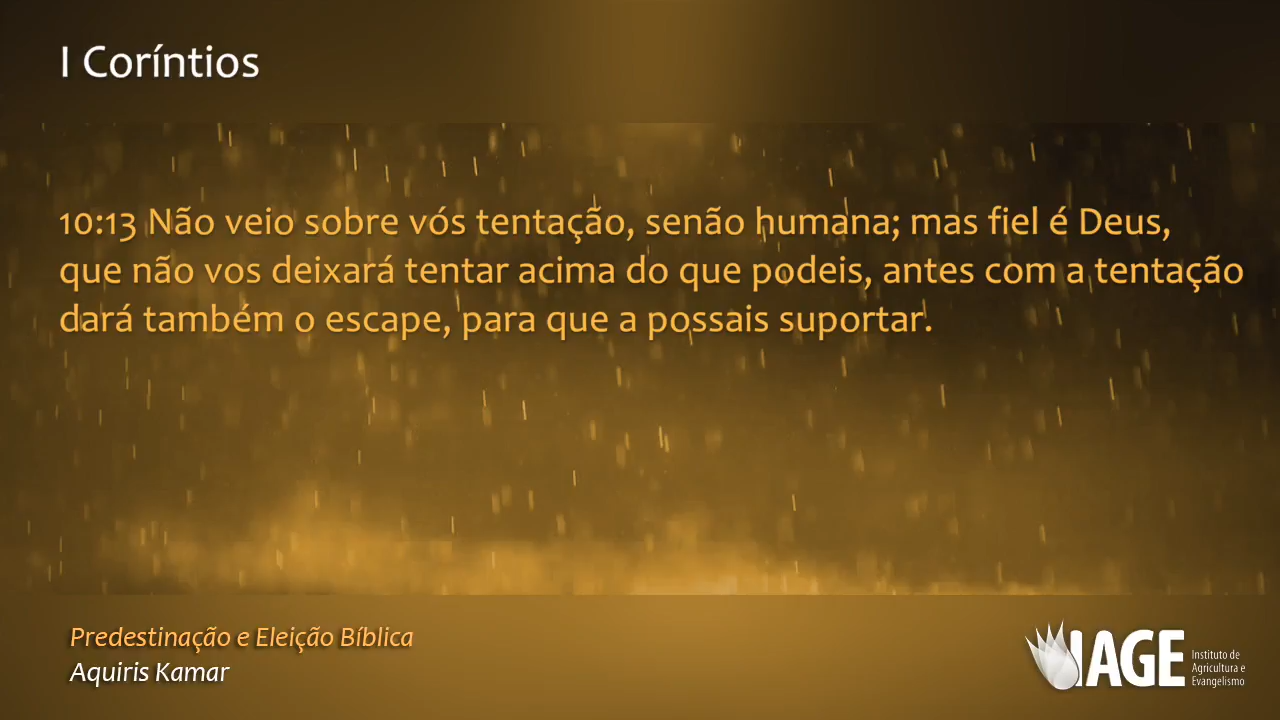 I Coríntios
10:13 Não veio sobre vós tentação, senão humana; mas fiel é Deus,
que não vos deixará tentar acima do que podeis, antes com a tentação
dará também o escape, para que a possais suportar.
Predestinação e Eleição Bíblica
Aquiris Kamar
IAGE
Instituto de
Agricultura e
Evangelismo